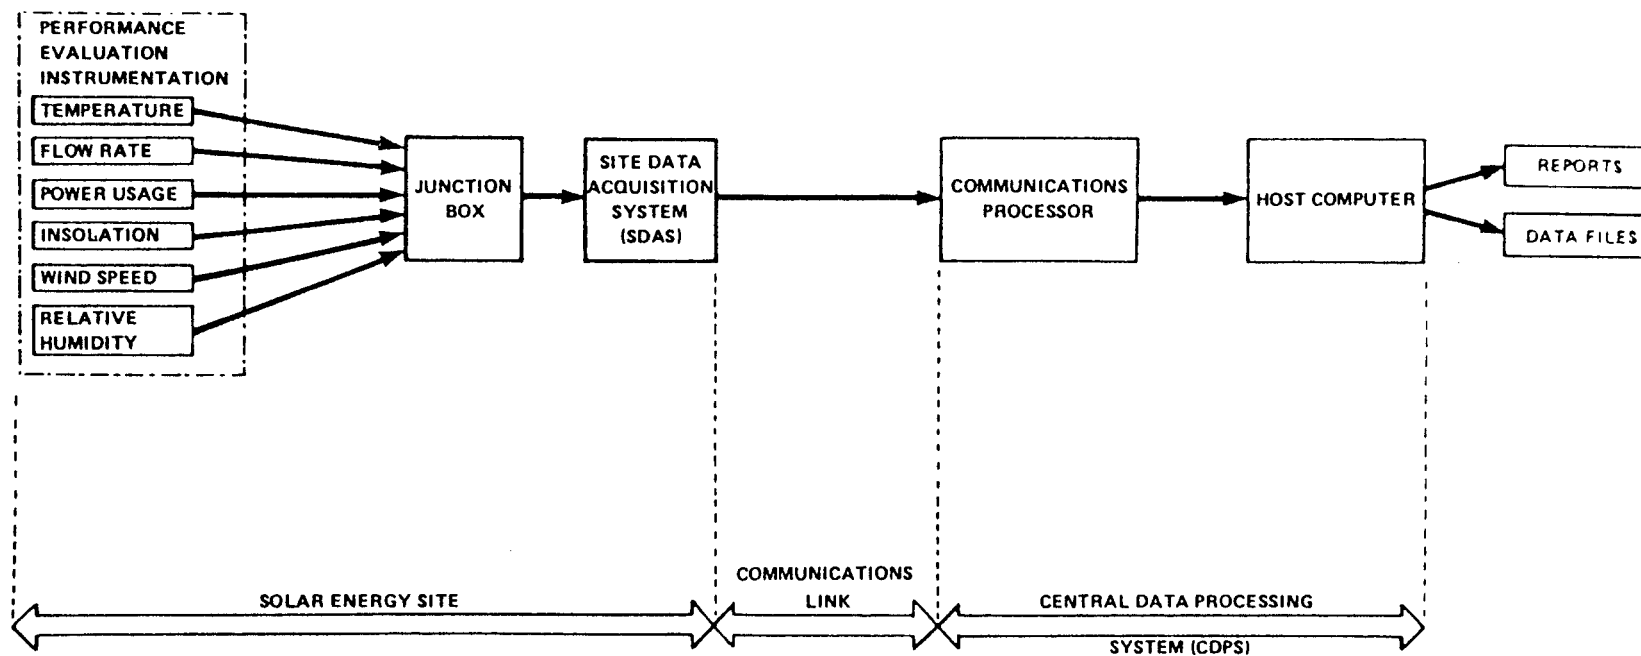 PERFORMANCE
EVALUATION
INSTRUMENTATION
TEMPERATURE
FLOW RATE
POWER USAGE
INSOLATION
WIND SPEED
RELATIVE
HUMIDITY
JUNCTION
BOX
SITE DATA
ACQUISITION
SYSTEM
(SDAS)
COMMUNICATIONS
PROCESSOR
HOST COMPUTER
REPORTS
DATA FILES
SOLAR ENERGY SITE
COMMUNICATIONS
LINK
CENTRAL DATA PROCESSING
SYSTEM (CDPS)